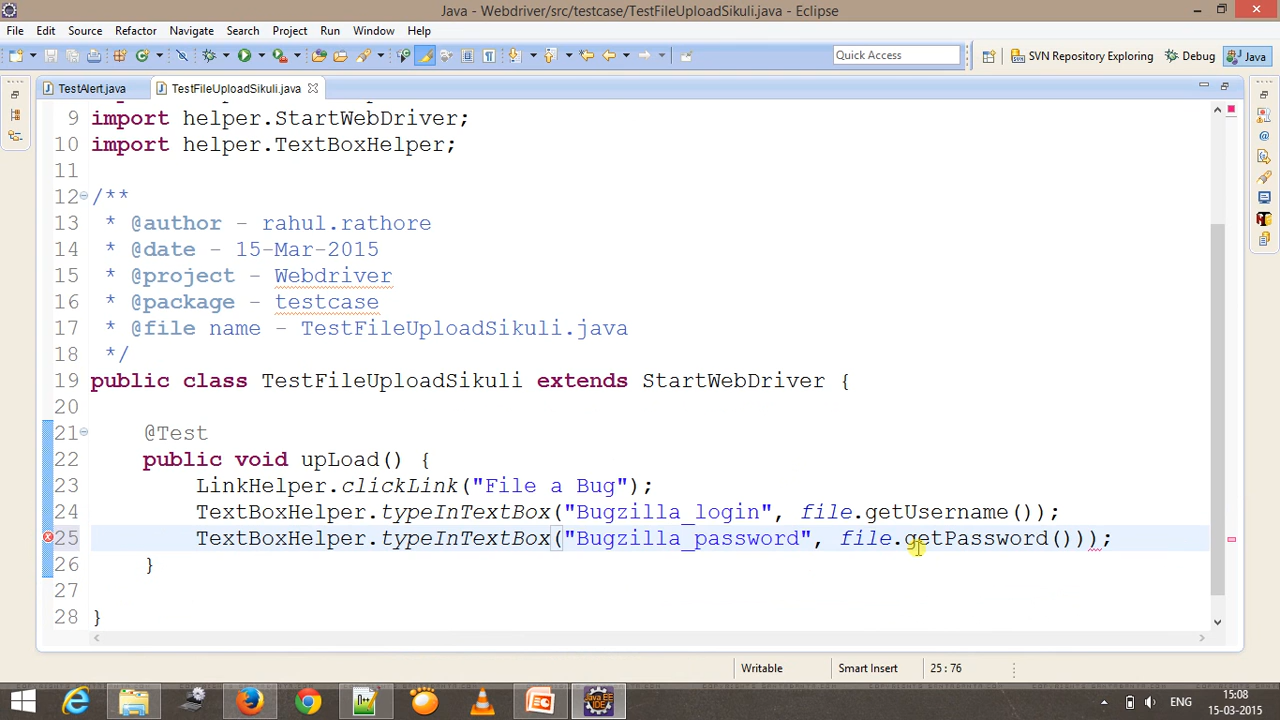 Java - Webdriver/src/testcase/TestFileUploadSikuli.java - Eclipse
File Edit Source Refactor Navigate Search Project Run Window Help
Quick Access SVN Repository Exploring Debug Java
TestAlert.java TestFileUploadSikuli.java
9 import helper.StartWebDriver;
10 import helper.TextBoxHelper;
11
12 /**
13 * @author - rahul.rathore
14 * @date - 15-Mar-2015
15 * @project - Webdriver
16 * @package - testcase
17 * @file name - TestFileUploadSikuli.java
18 */
19 public class TestFileUploadSikuli extends StartWebDriver {
20
21 @Test
22 public void upLoad() {
23 LinkHelper.clickLink("File a Bug");
24 TextBoxHelper.typeInTextBox("Bugzilla_login", file.getUsername());
25 TextBoxHelper.typeInTextBox("Bugzilla_password", file.getPassword()));
26 }
27
28 }
Writable Smart Insert 25 : 76
ENG 15:08
15-03-2015